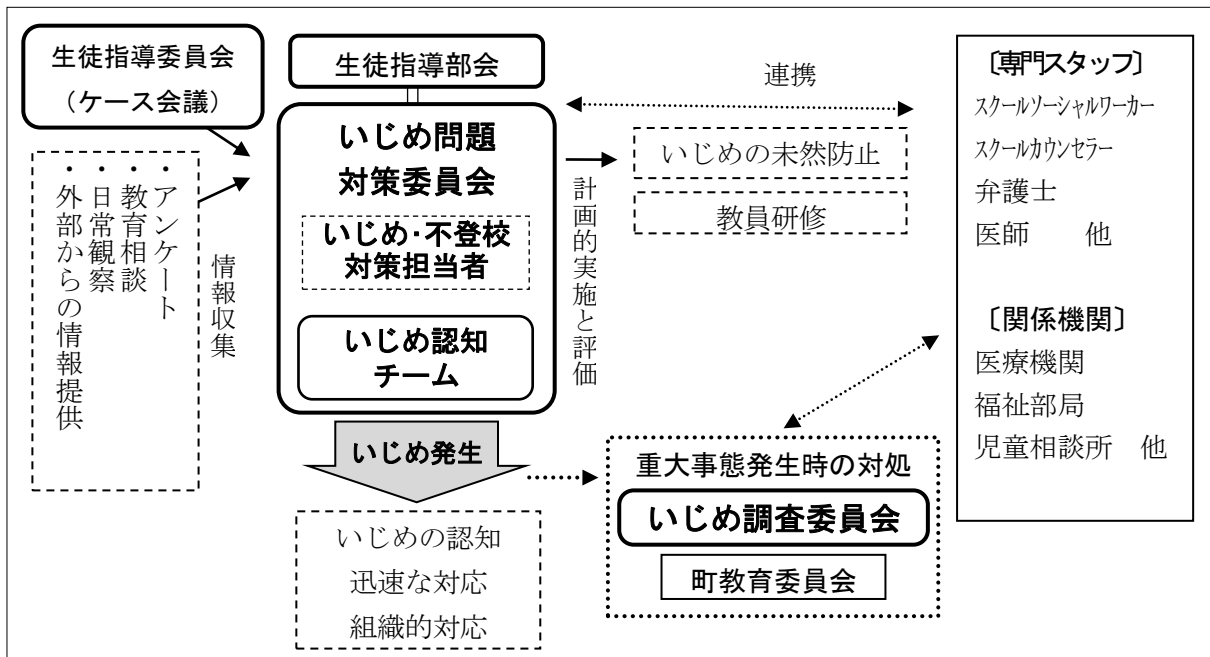 生徒指導委員会
（ケース会議）
・アンケート
・教育相談
・日常観察
・外部からの情報提供
情報収集
生徒指導部会
いじめ問題
対策委員会
いじめ・不登校
対策担当者
いじめ認知
チーム
いじめ発生
いじめの認知
迅速な対応
組織的対応
連携
いじめの未然防止
教員研修
計画的実施と評価
重大事態発生時の対処
いじめ調査委員会
町教育委員会
〔専門スタッフ〕
スクールソーシャルワーカー
スクールカウンセラー
弁護士
医師　　他
〔関係機関〕
医療機関
福祉部局
児童相談所　他